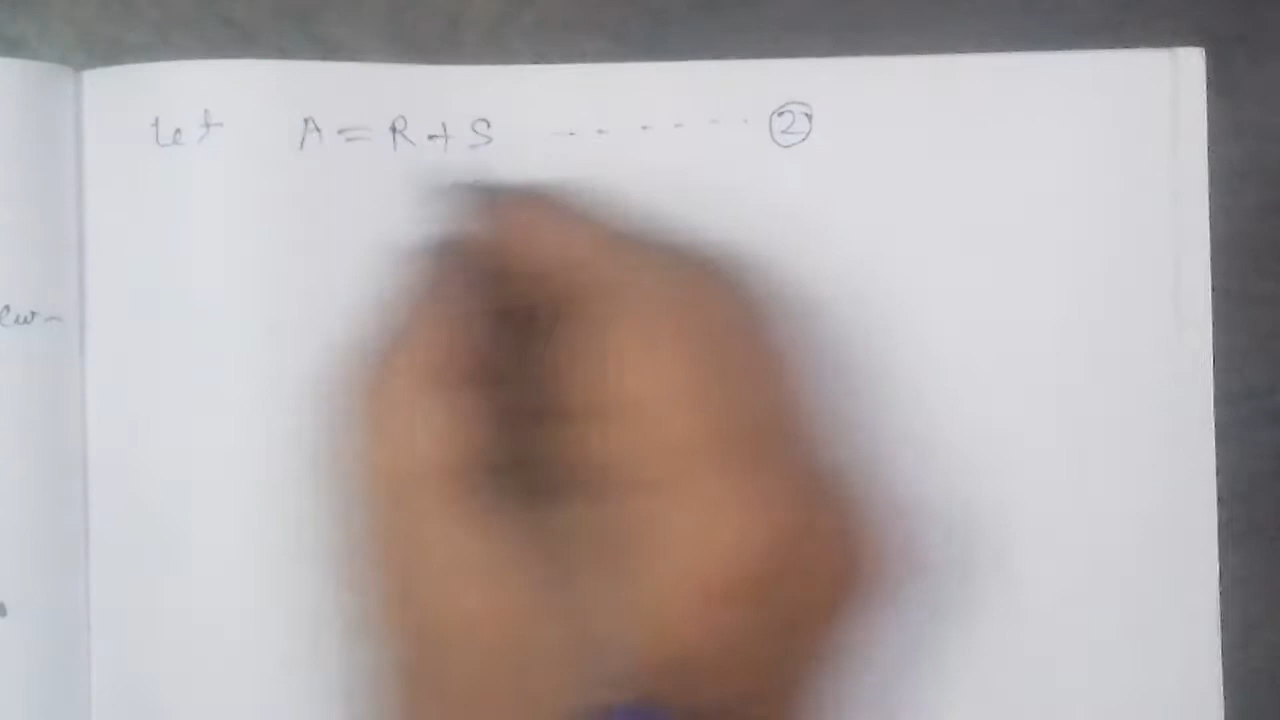 Let A = R + S ------- ②